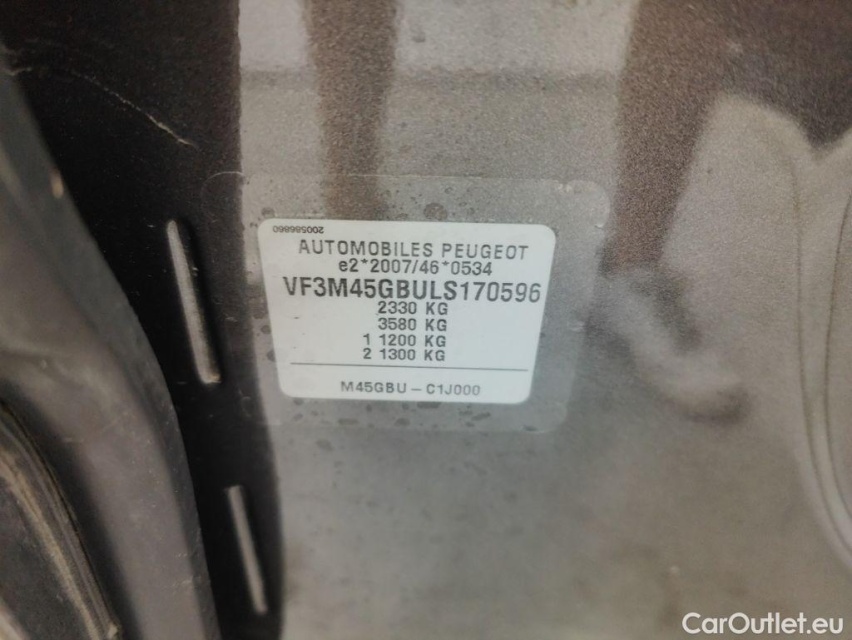 200586860
AUTOMOBILES PEUGEOT
e2*2007/46*0534
VF3M45GBULS170596
2330 KG
3580 KG
1 1200 KG
2 1300 KG
M45GBU - C1J000
CarOutlet.eu